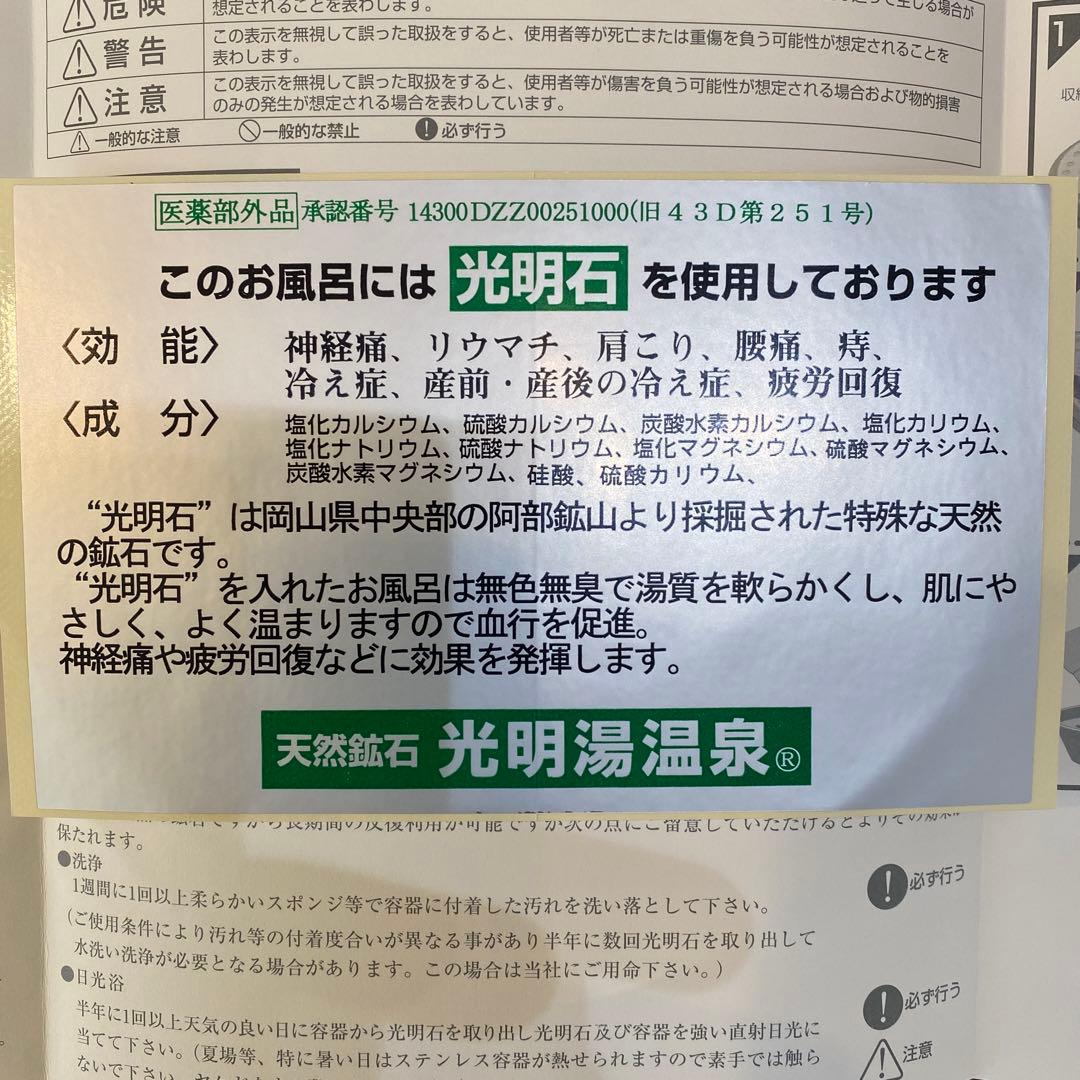 危険
想定されることを表わします。
警告
この表示を無視して誤った取扱をすると、使用者等が死亡または重傷を負う可能性が想定されることを
表わします。
注意
この表示を無視して誤った取扱をすると、使用者等が傷害を負う可能性が想定される場合および物的損害
のみの発生が想定される場合を表わしています。
一般的な注意 一般的な禁止 必ず行う
1
医薬部外品 承認番号 14300DZZ00251000(旧43D第251号)
このお風呂には 光明石 を使用しております
〈効 能〉 神経痛、リウマチ、肩こり、腰痛、痔、
冷え症、産前・産後の冷え症、疲労回復
〈成 分〉 塩化カルシウム、硫酸カルシウム、炭酸水素カルシウム、塩化カリウム、
塩化ナトリウム、硫酸ナトリウム、塩化マグネシウム、硫酸マグネシウム、
炭酸水素マグネシウム、硅酸、硫酸カリウム、
“光明石”は岡山県中央部の阿部鉱山より採掘された特殊な天然
の鉱石です。
“光明石”を入れたお風呂は無色無臭で湯質を軟らかくし、肌にや
さしく、よく温まりますので血行を促進。
神経痛や疲労回復などに効果を発揮します。
天然鉱石 光明湯温泉®
保たれます。
●洗浄
1週間に1回以上柔らかいスポンジ等で容器に付着した汚れを洗い落として下さい。
必ず行う
(ご使用条件により汚れ等の付着度合いが異なる事があり半年に数回光明石を取り出して
水洗い洗浄が必要となる場合があります。この場合は当社にご用命下さい。)
●日光浴
必ず行う
半年に1回以上天気の良い日に容器から光明石を取り出し光明石及び容器を強い直射日光に
当てて下さい。(夏場等、特に暑い日はステンレス容器が熱せられますので素手では触ら
注意